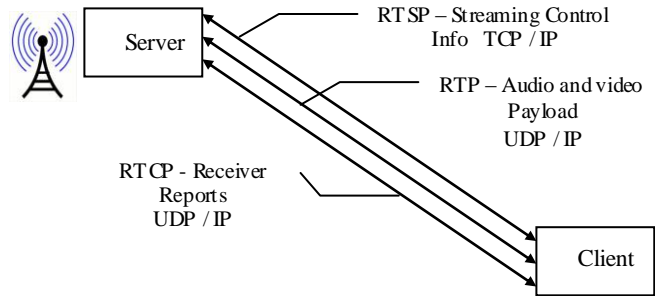 Server
RTSP – Streaming Control
Info TCP / IP
RTP – Audio and video
Payload
UDP / IP
RTCP - Receiver
Reports
UDP / IP
Client